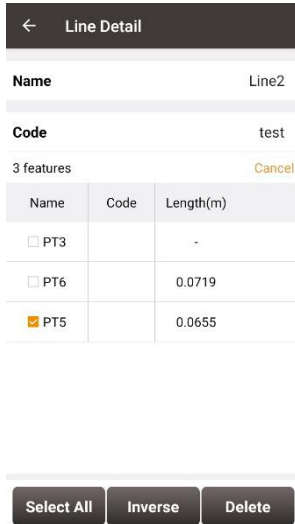 Line Detail
Name Line2
Code test
3 features Cancel
Name Code Length(m)
PT3 -
PT6 0.0719
PT5 0.0655
Select All Inverse Delete